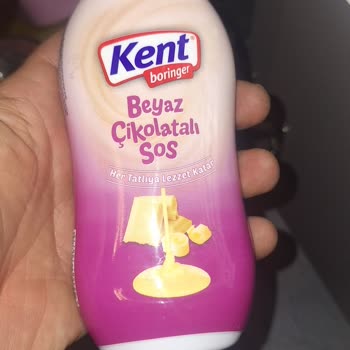 Kent
boringer
Beyaz
Çikolatalı
Sos
Her Tatlıya Lezzet Katar